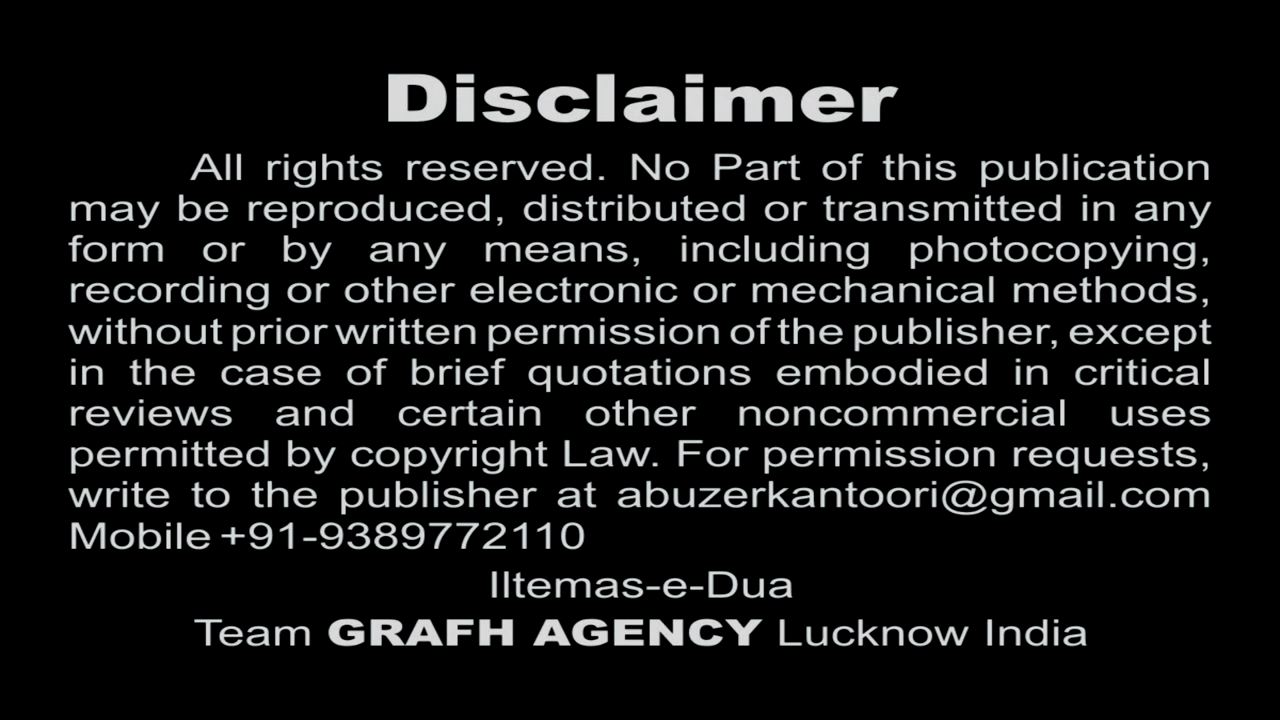 Disclaimer
All rights reserved. No Part of this publication
may be reproduced, distributed or transmitted in any
form or by any means, including photocopying,
recording or other electronic or mechanical methods,
without prior written permission of the publisher, except
in the case of brief quotations embodied in critical
reviews and certain other noncommercial uses
permitted by copyright Law. For permission requests,
write to the publisher at abuzerkantoori@gmail.com
Mobile +91-9389772110
IItemas-e-Dua
Team GRAFH AGENCY Lucknow India